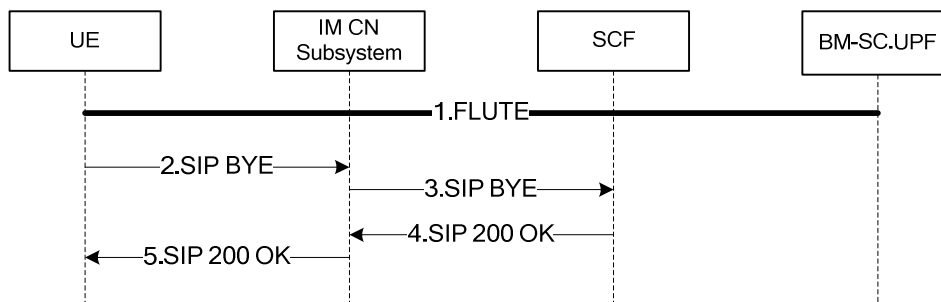 UE
IM CN
Subsystem
SCF
BM-SC.UPF
1.FLUTE
2.SIP BYE
3.SIP BYE
4.SIP 200 OK
5.SIP 200 OK